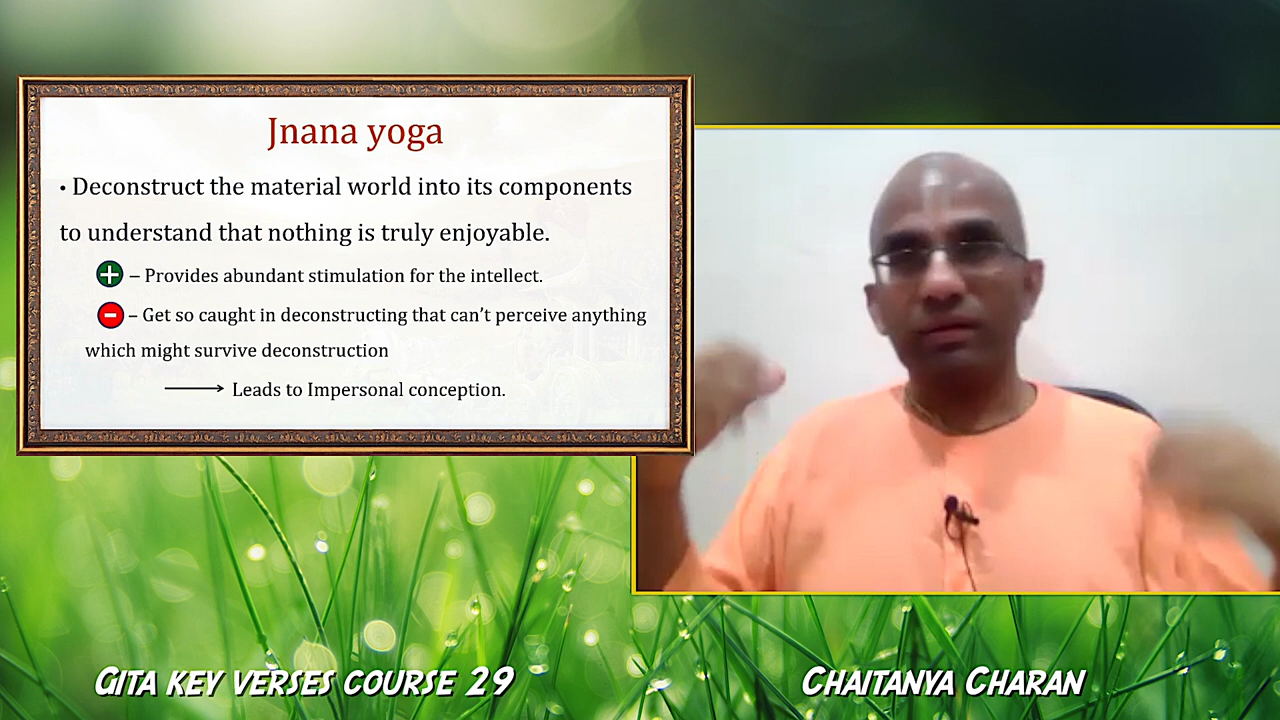 Jnana yoga
• Deconstruct the material world into its components
to understand that nothing is truly enjoyable.
– Provides abundant stimulation for the intellect.
– Get so caught in deconstructing that can’t perceive anything
which might survive deconstruction
Leads to Impersonal conception.
GITA KEY VERSES COURSE 29
CHAITANYA CHARAN